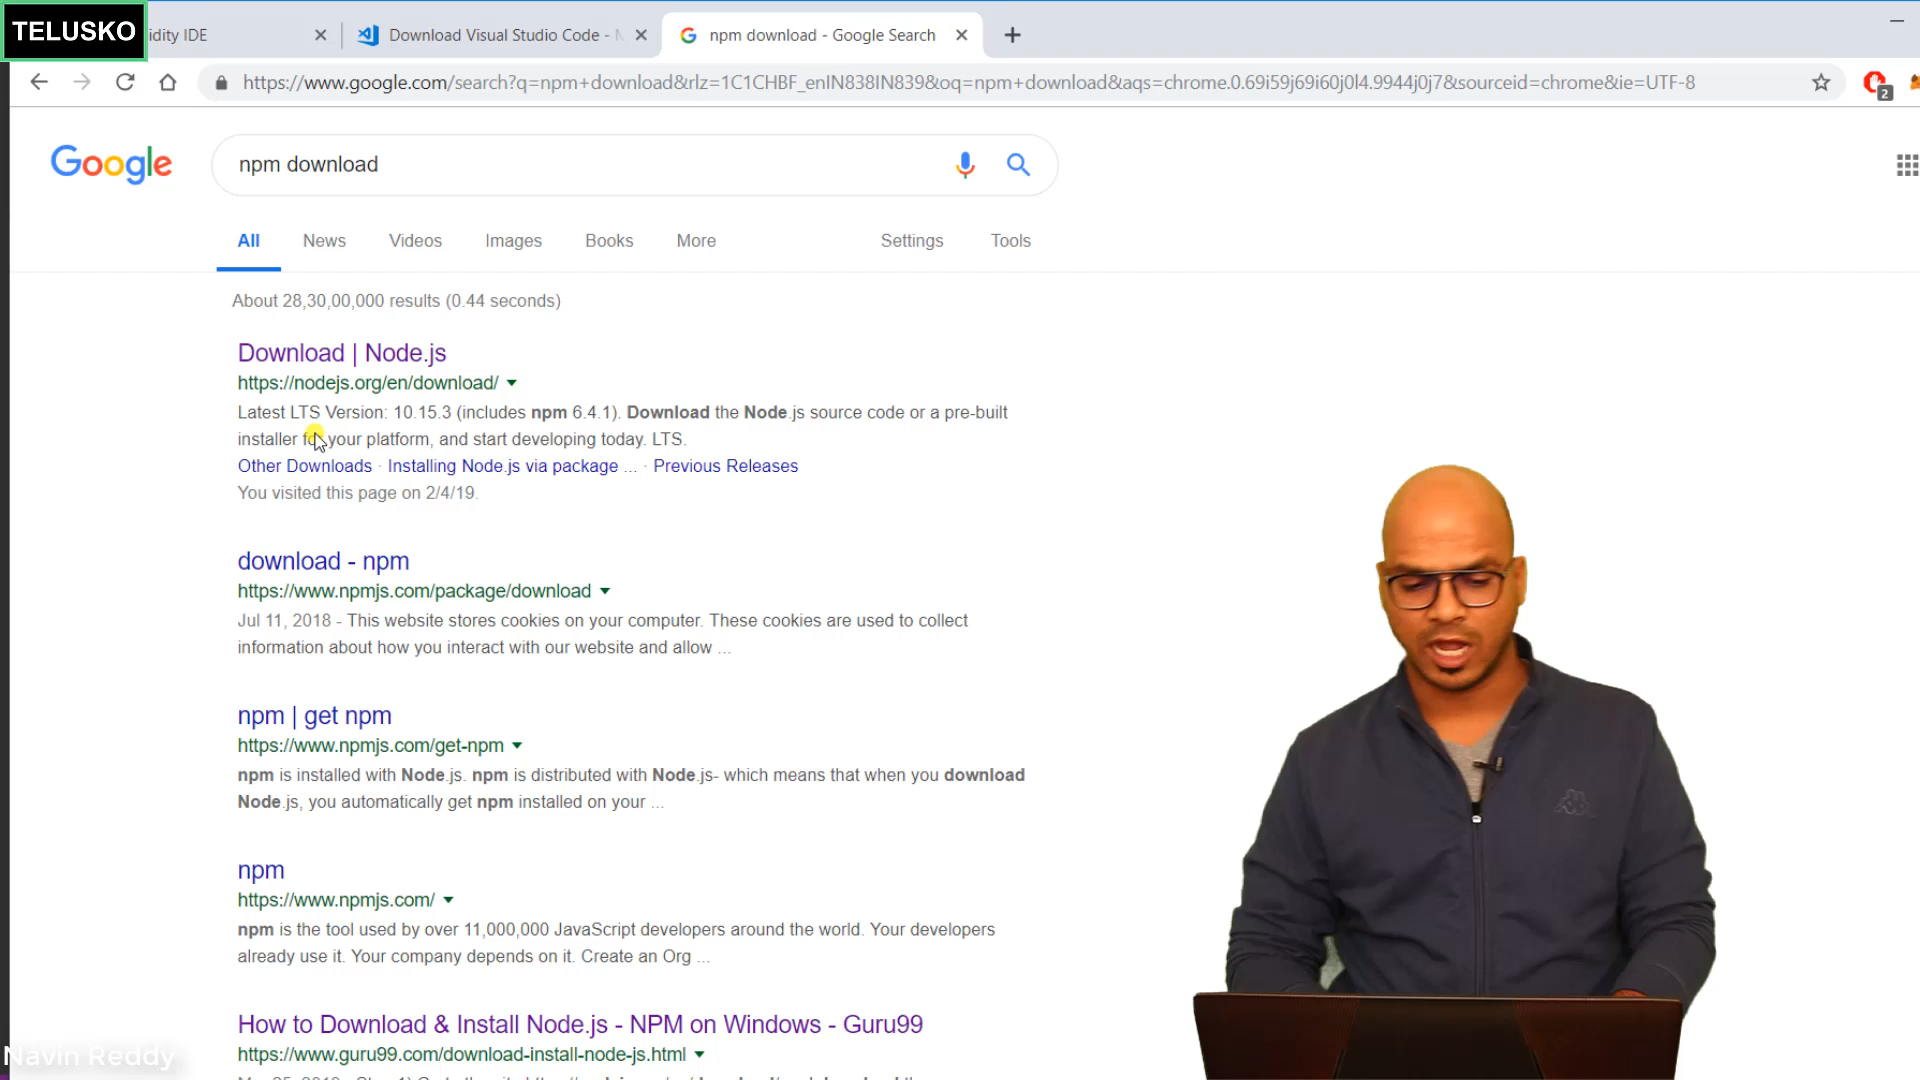 TELUSKO
idity IDE
Download Visual Studio Code -
npm download - Google Search
https://www.google.com/search?q=npm+download&rlz=1C1CHBF_enIN838IN839&oq=npm+download&aqs=chrome.0.69i59j69i60j0l4.9944j0j7&sourceid=chrome&ie=UTF-8
2
Google
npm download
All News Videos Images Books More Settings Tools
About 28,30,00,000 results (0.44 seconds)
Download | Node.js
https://nodejs.org/en/download/
Latest LTS Version: 10.15.3 (includes npm 6.4.1). Download the Node.js source code or a pre-built
installer for your platform, and start developing today. LTS.
Other Downloads · Installing Node.js via package ... · Previous Releases
You visited this page on 2/4/19.
download - npm
https://www.npmjs.com/package/download
Jul 11, 2018 - This website stores cookies on your computer. These cookies are used to collect
information about how you interact with our website and allow ...
npm | get npm
https://www.npmjs.com/get-npm
npm is installed with Node.js. npm is distributed with Node.js- which means that when you download
Node.js, you automatically get npm installed on your ...
npm
https://www.npmjs.com/
npm is the tool used by over 11,000,000 JavaScript developers around the world. Your developers
already use it. Your company depends on it. Create an Org ...
How to Download & Install Node.js - NPM on Windows - Guru99
https://www.guru99.com/download-install-node-js.html
Navin Reddy